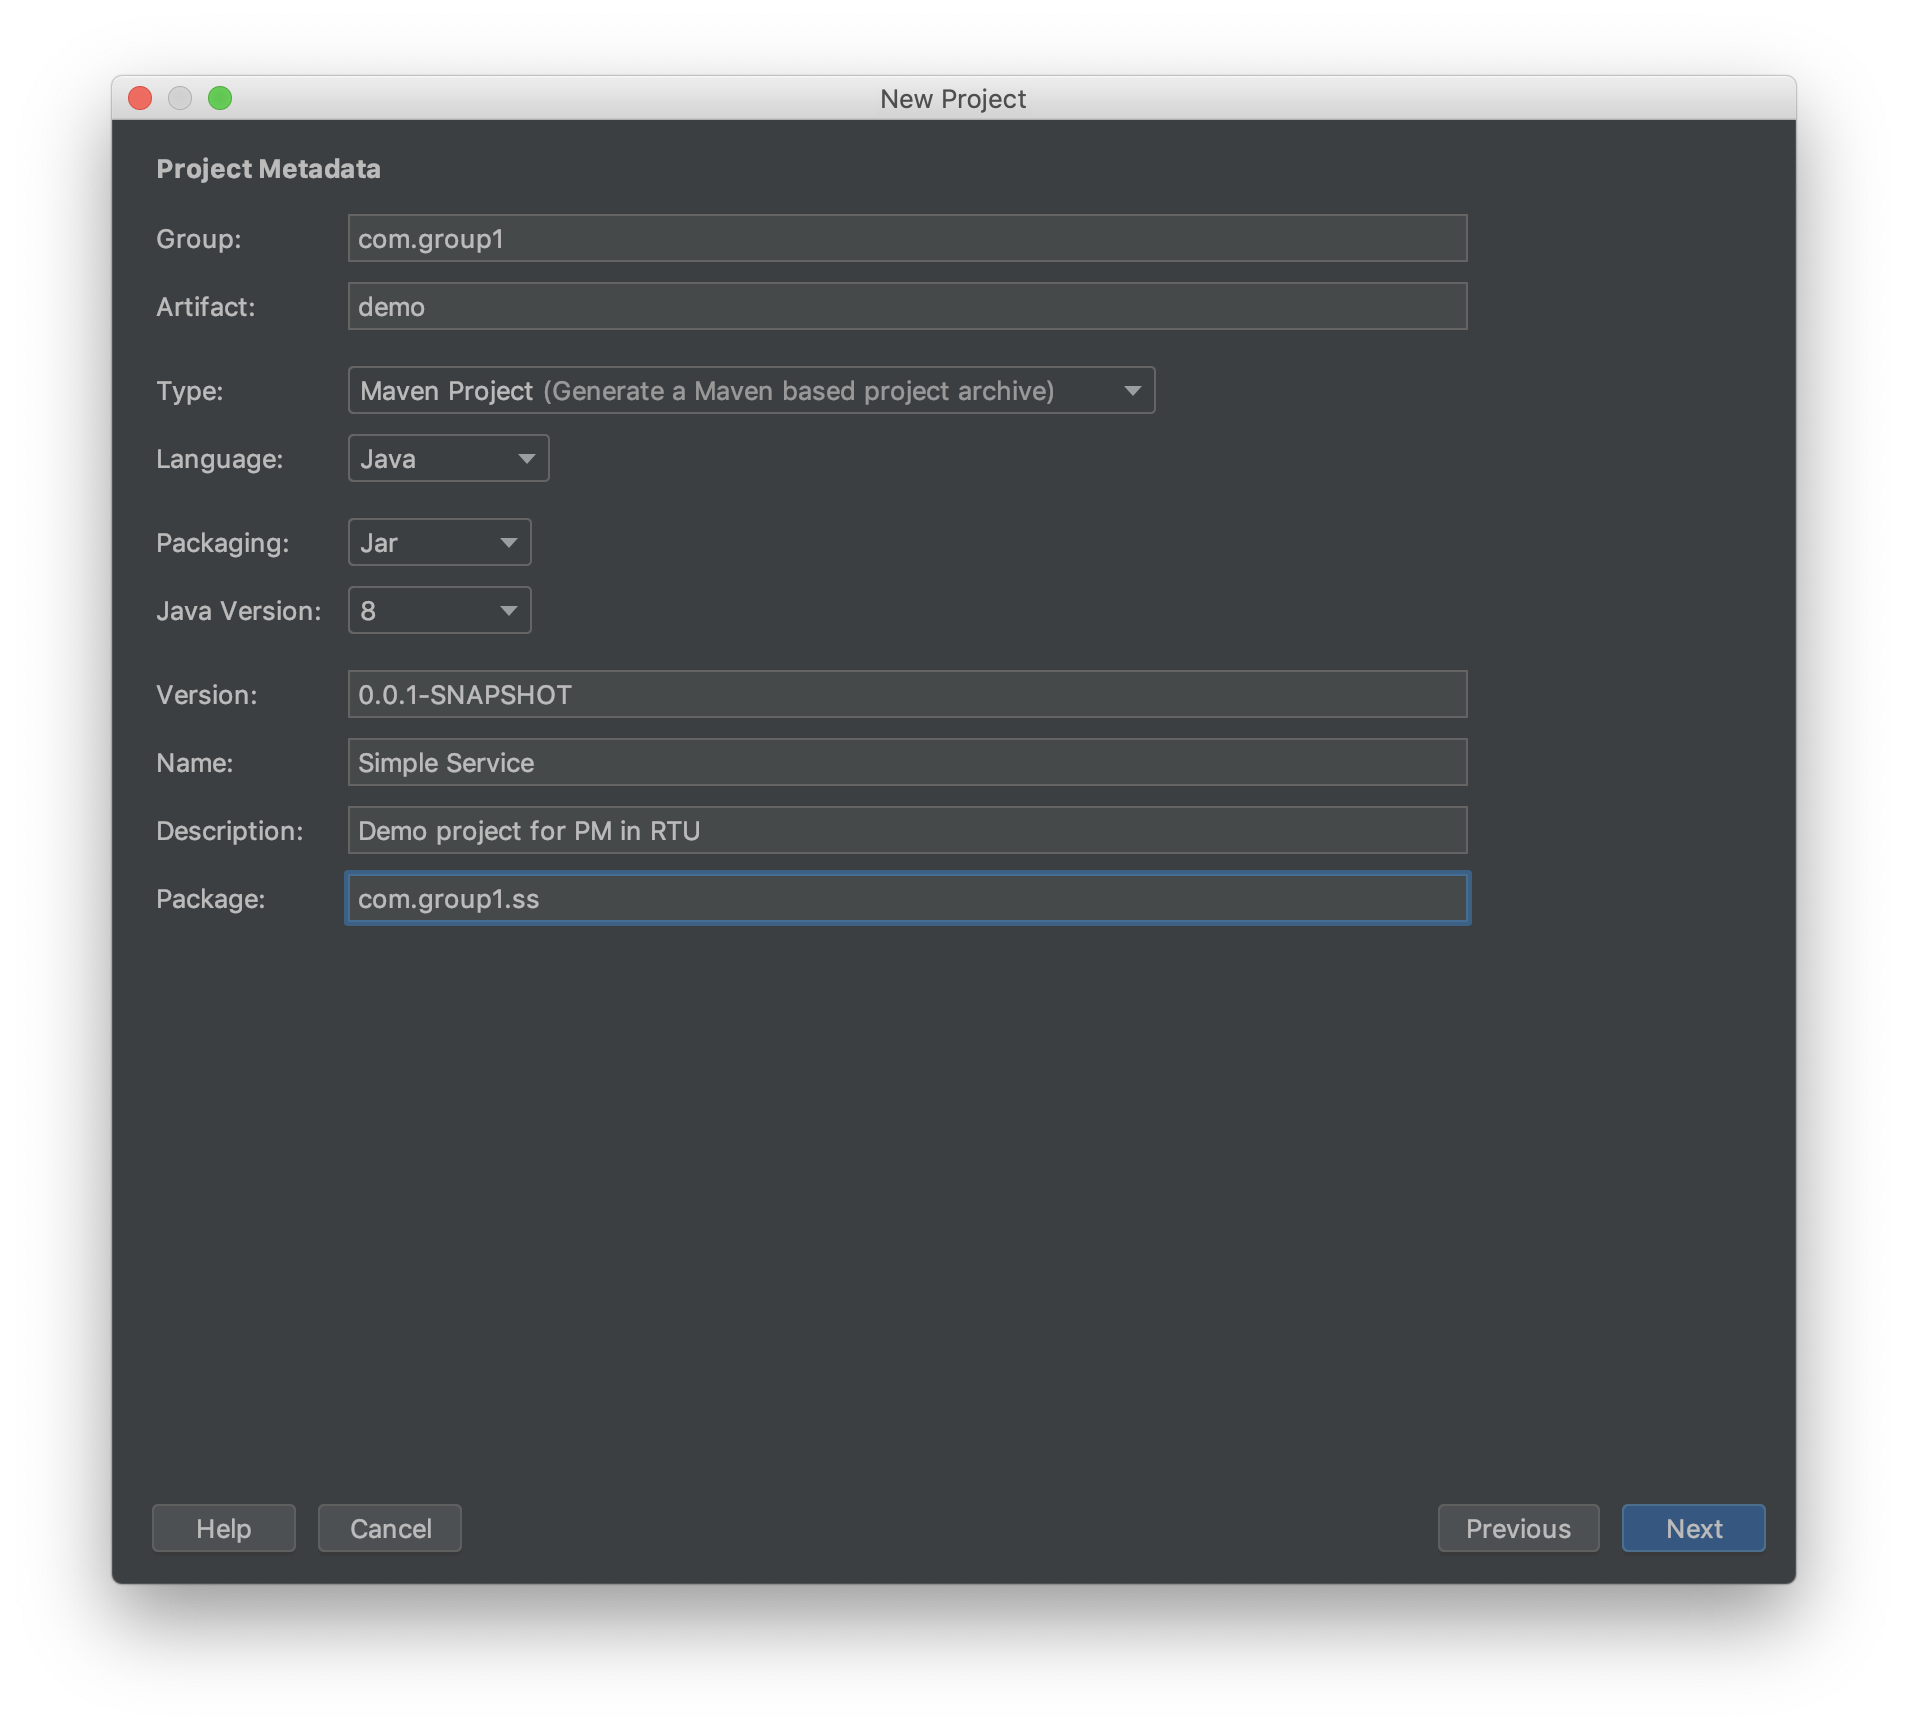 New Project
Project Metadata
Group: com.group1
Artifact: demo
Type: Maven Project (Generate a Maven based project archive)
Language: Java
Packaging: Jar
Java Version: 8
Version: 0.0.1-SNAPSHOT
Name: Simple Service
Description: Demo project for PM in RTU
Package: com.group1.ss
Help Cancel Previous Next